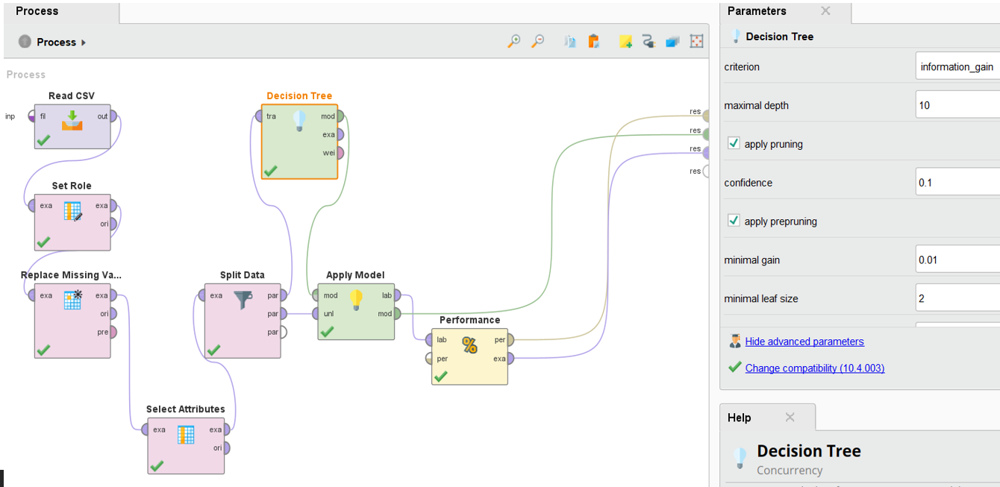 Process
Process
Process
Read CSV
inp
fil
out
Set Role
exa
exa
ori
Replace Missing Va...
exa
exa
ori
pre
Select Attributes
exa
exa
ori
Split Data
exa
par
par
par
Decision Tree
tra
mod
exa
wei
Apply Model
mod
lab
unl
mod
Performance
lab
per
per
exa
res
res
res
res
Parameters
Decision Tree
criterion
information_gain
maximal depth
10
apply pruning
confidence
0.1
apply prepruning
minimal gain
0.01
minimal leaf size
2
Hide advanced parameters
Change compatibility (10.4.003)
Help
Decision Tree
Concurrency